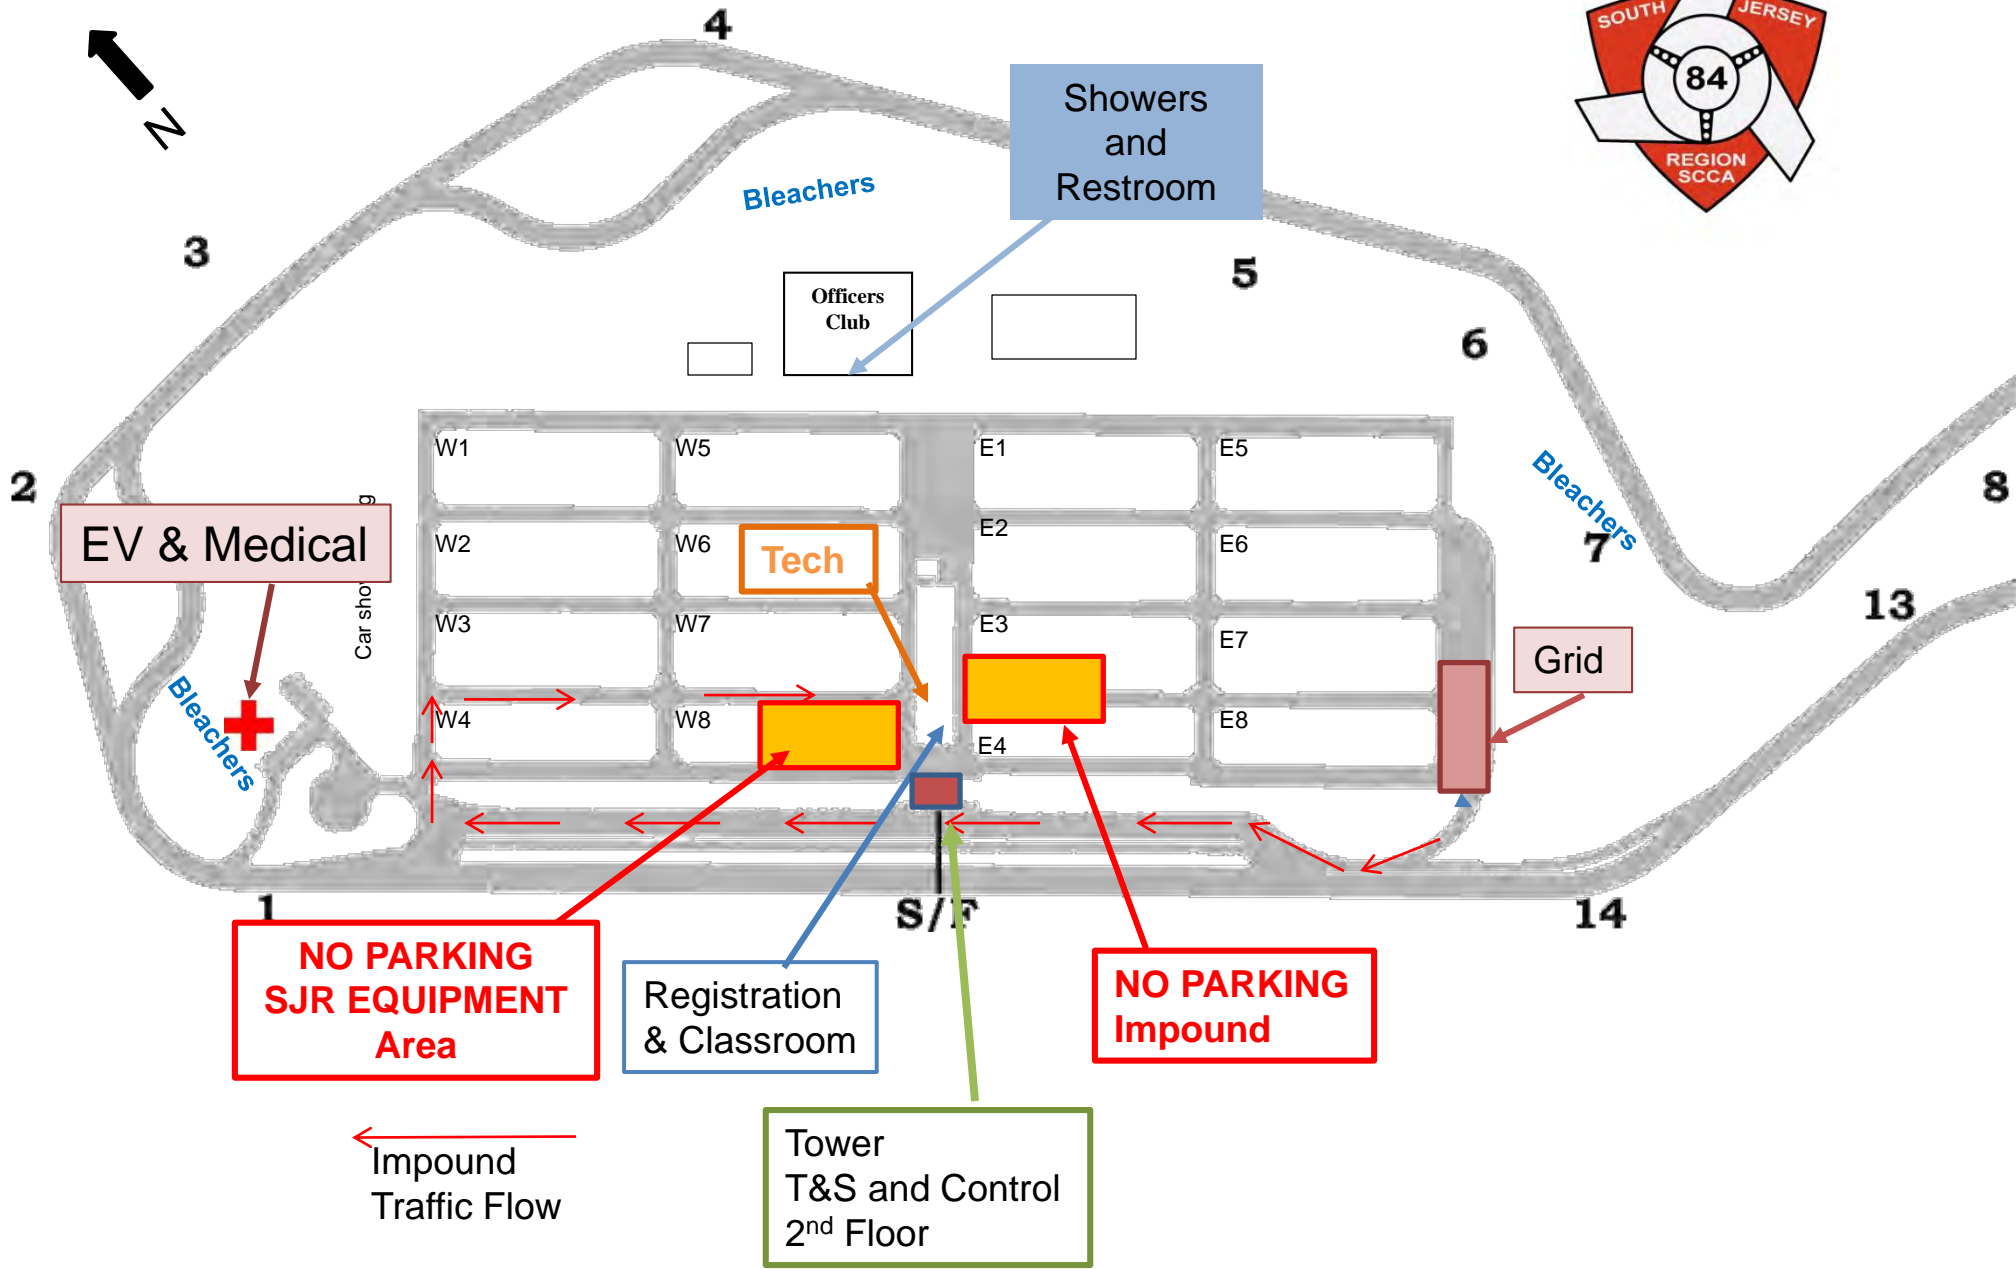 4
SOUTH JERSEY
84
REGION
SCCA
N
Showers
and
Restroom
Bleachers
3
5
Officers
Club
6
W1
W5
E1
E5
Bleachers
2
8
EV & Medical
Car sho
g
W2
W6
Tech
E2
E6
7
13
W3
W7
E3
E7
Grid
Bleachers
W4
W8
E4
E8
1
S/F
14
NO PARKING
SJR EQUIPMENT
Area
Registration
& Classroom
NO PARKING
Impound
Impound
Traffic Flow
Tower
T&S and Control
2nd Floor